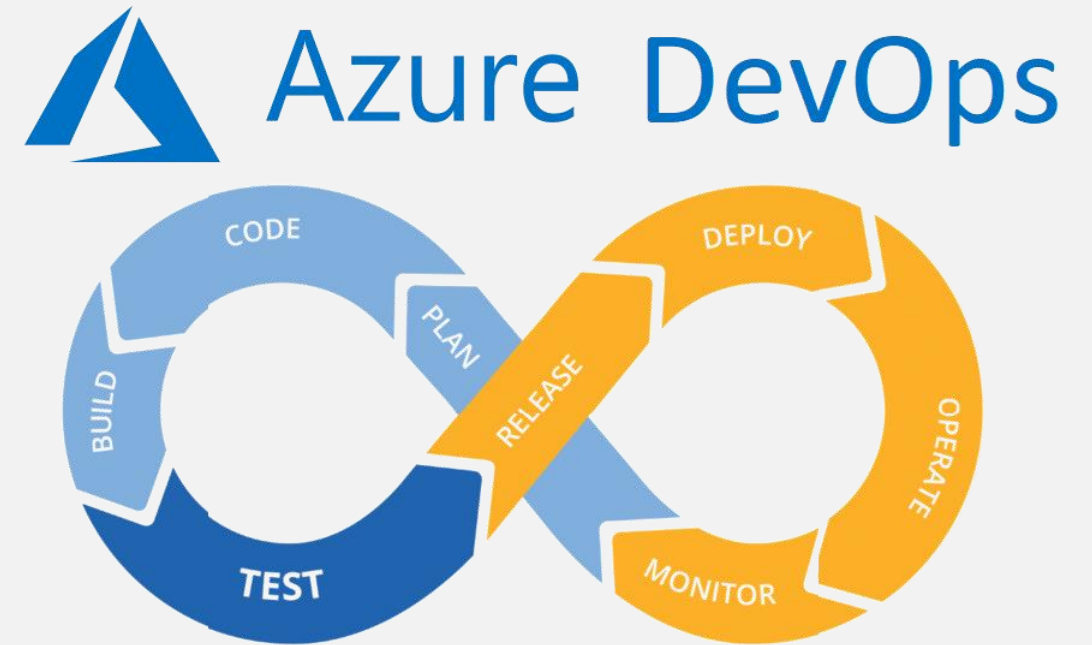 Azure DevOps
CODE
DEPLOY
PLAN
RELEASE
BUILD
OPERATE
TEST
MONITOR